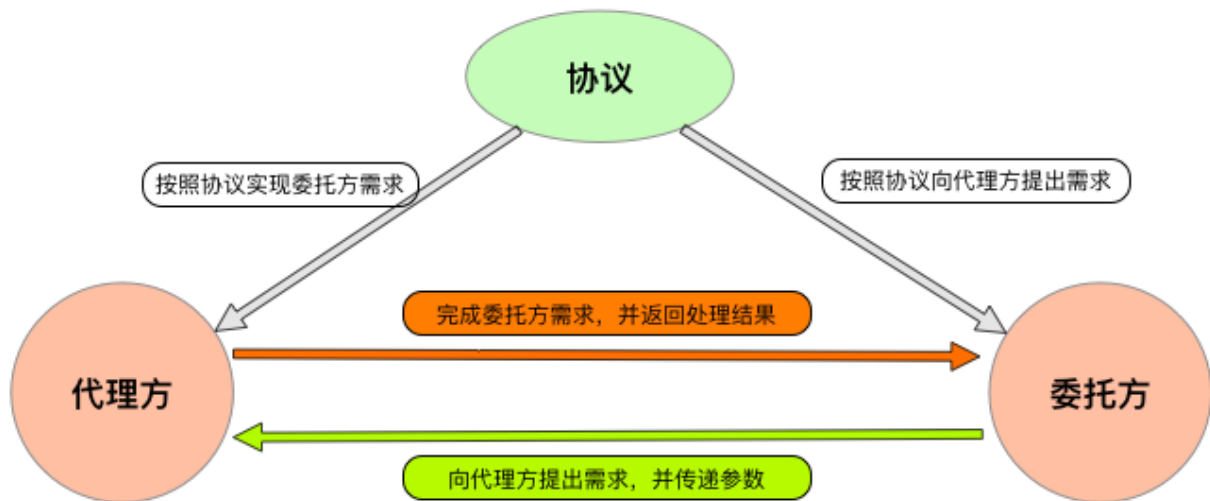 协议
按照协议实现委托方需求
按照协议向代理方提出需求
完成委托方需求，并返回处理结果
代理方
委托方
向代理方提出需求，并传递参数